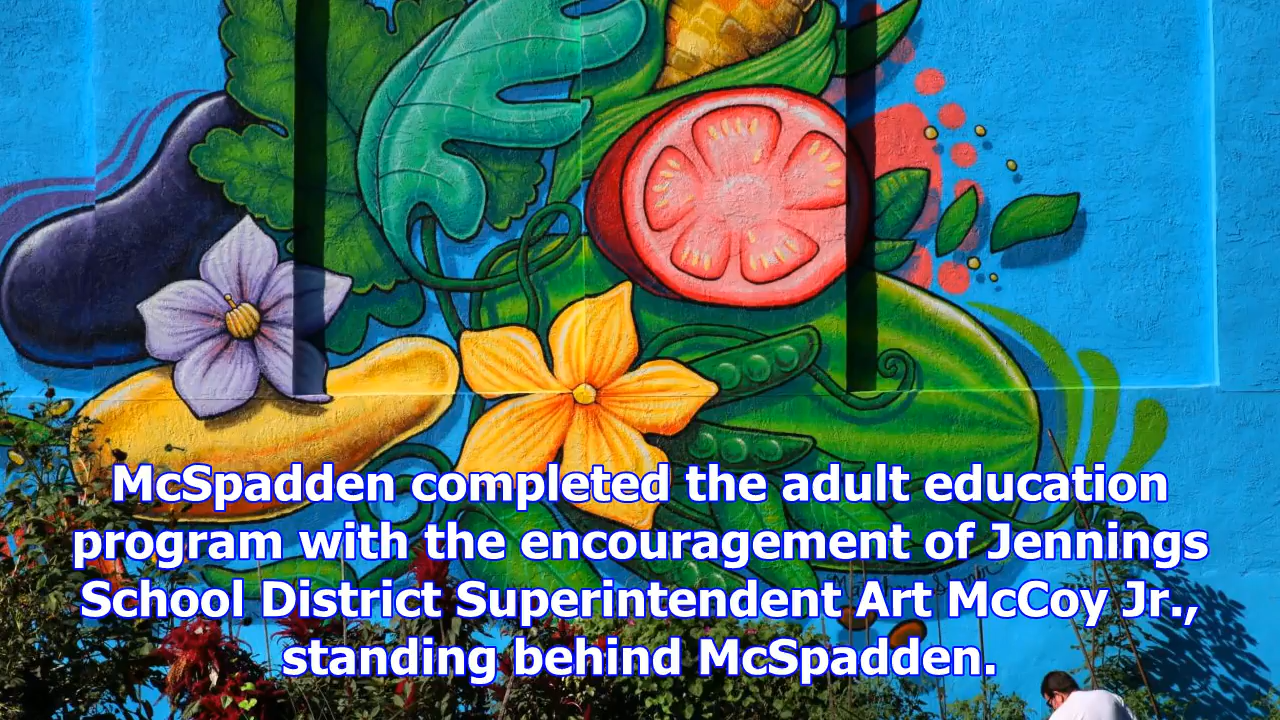 McSpadden completed the adult education
program with the encouragement of Jennings
School District Superintendent Art McCoy Jr.,
standing behind McSpadden.